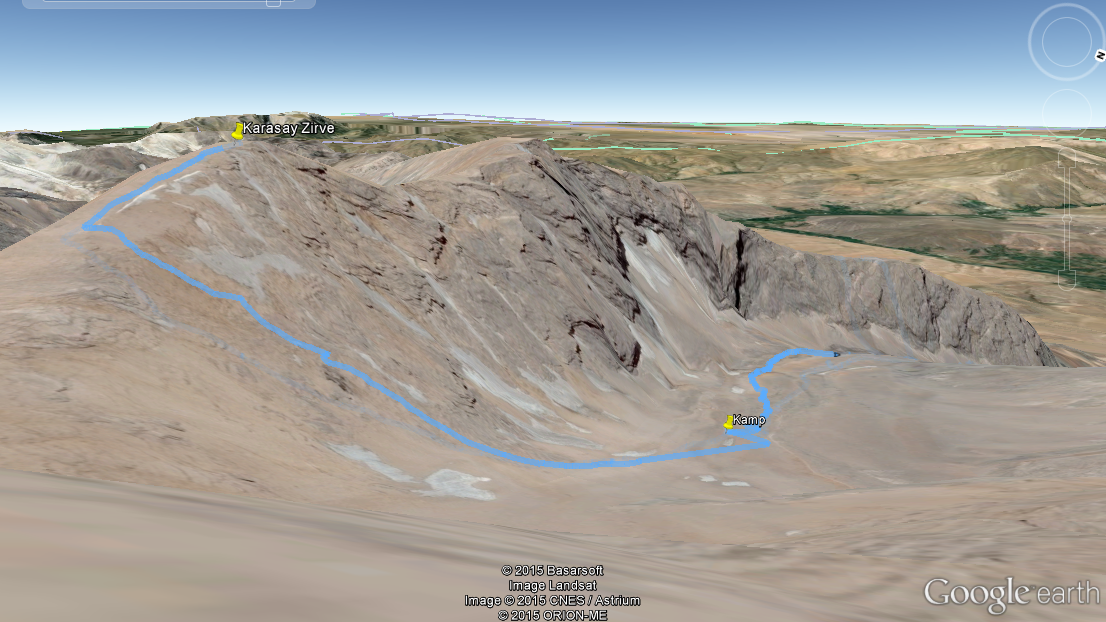 N
Karasay Zirve
Kamp
© 2015 Basarsoft
Image Landsat
Image © 2015 CNES / Astrium
© 2015 ORION-ME
Google earth